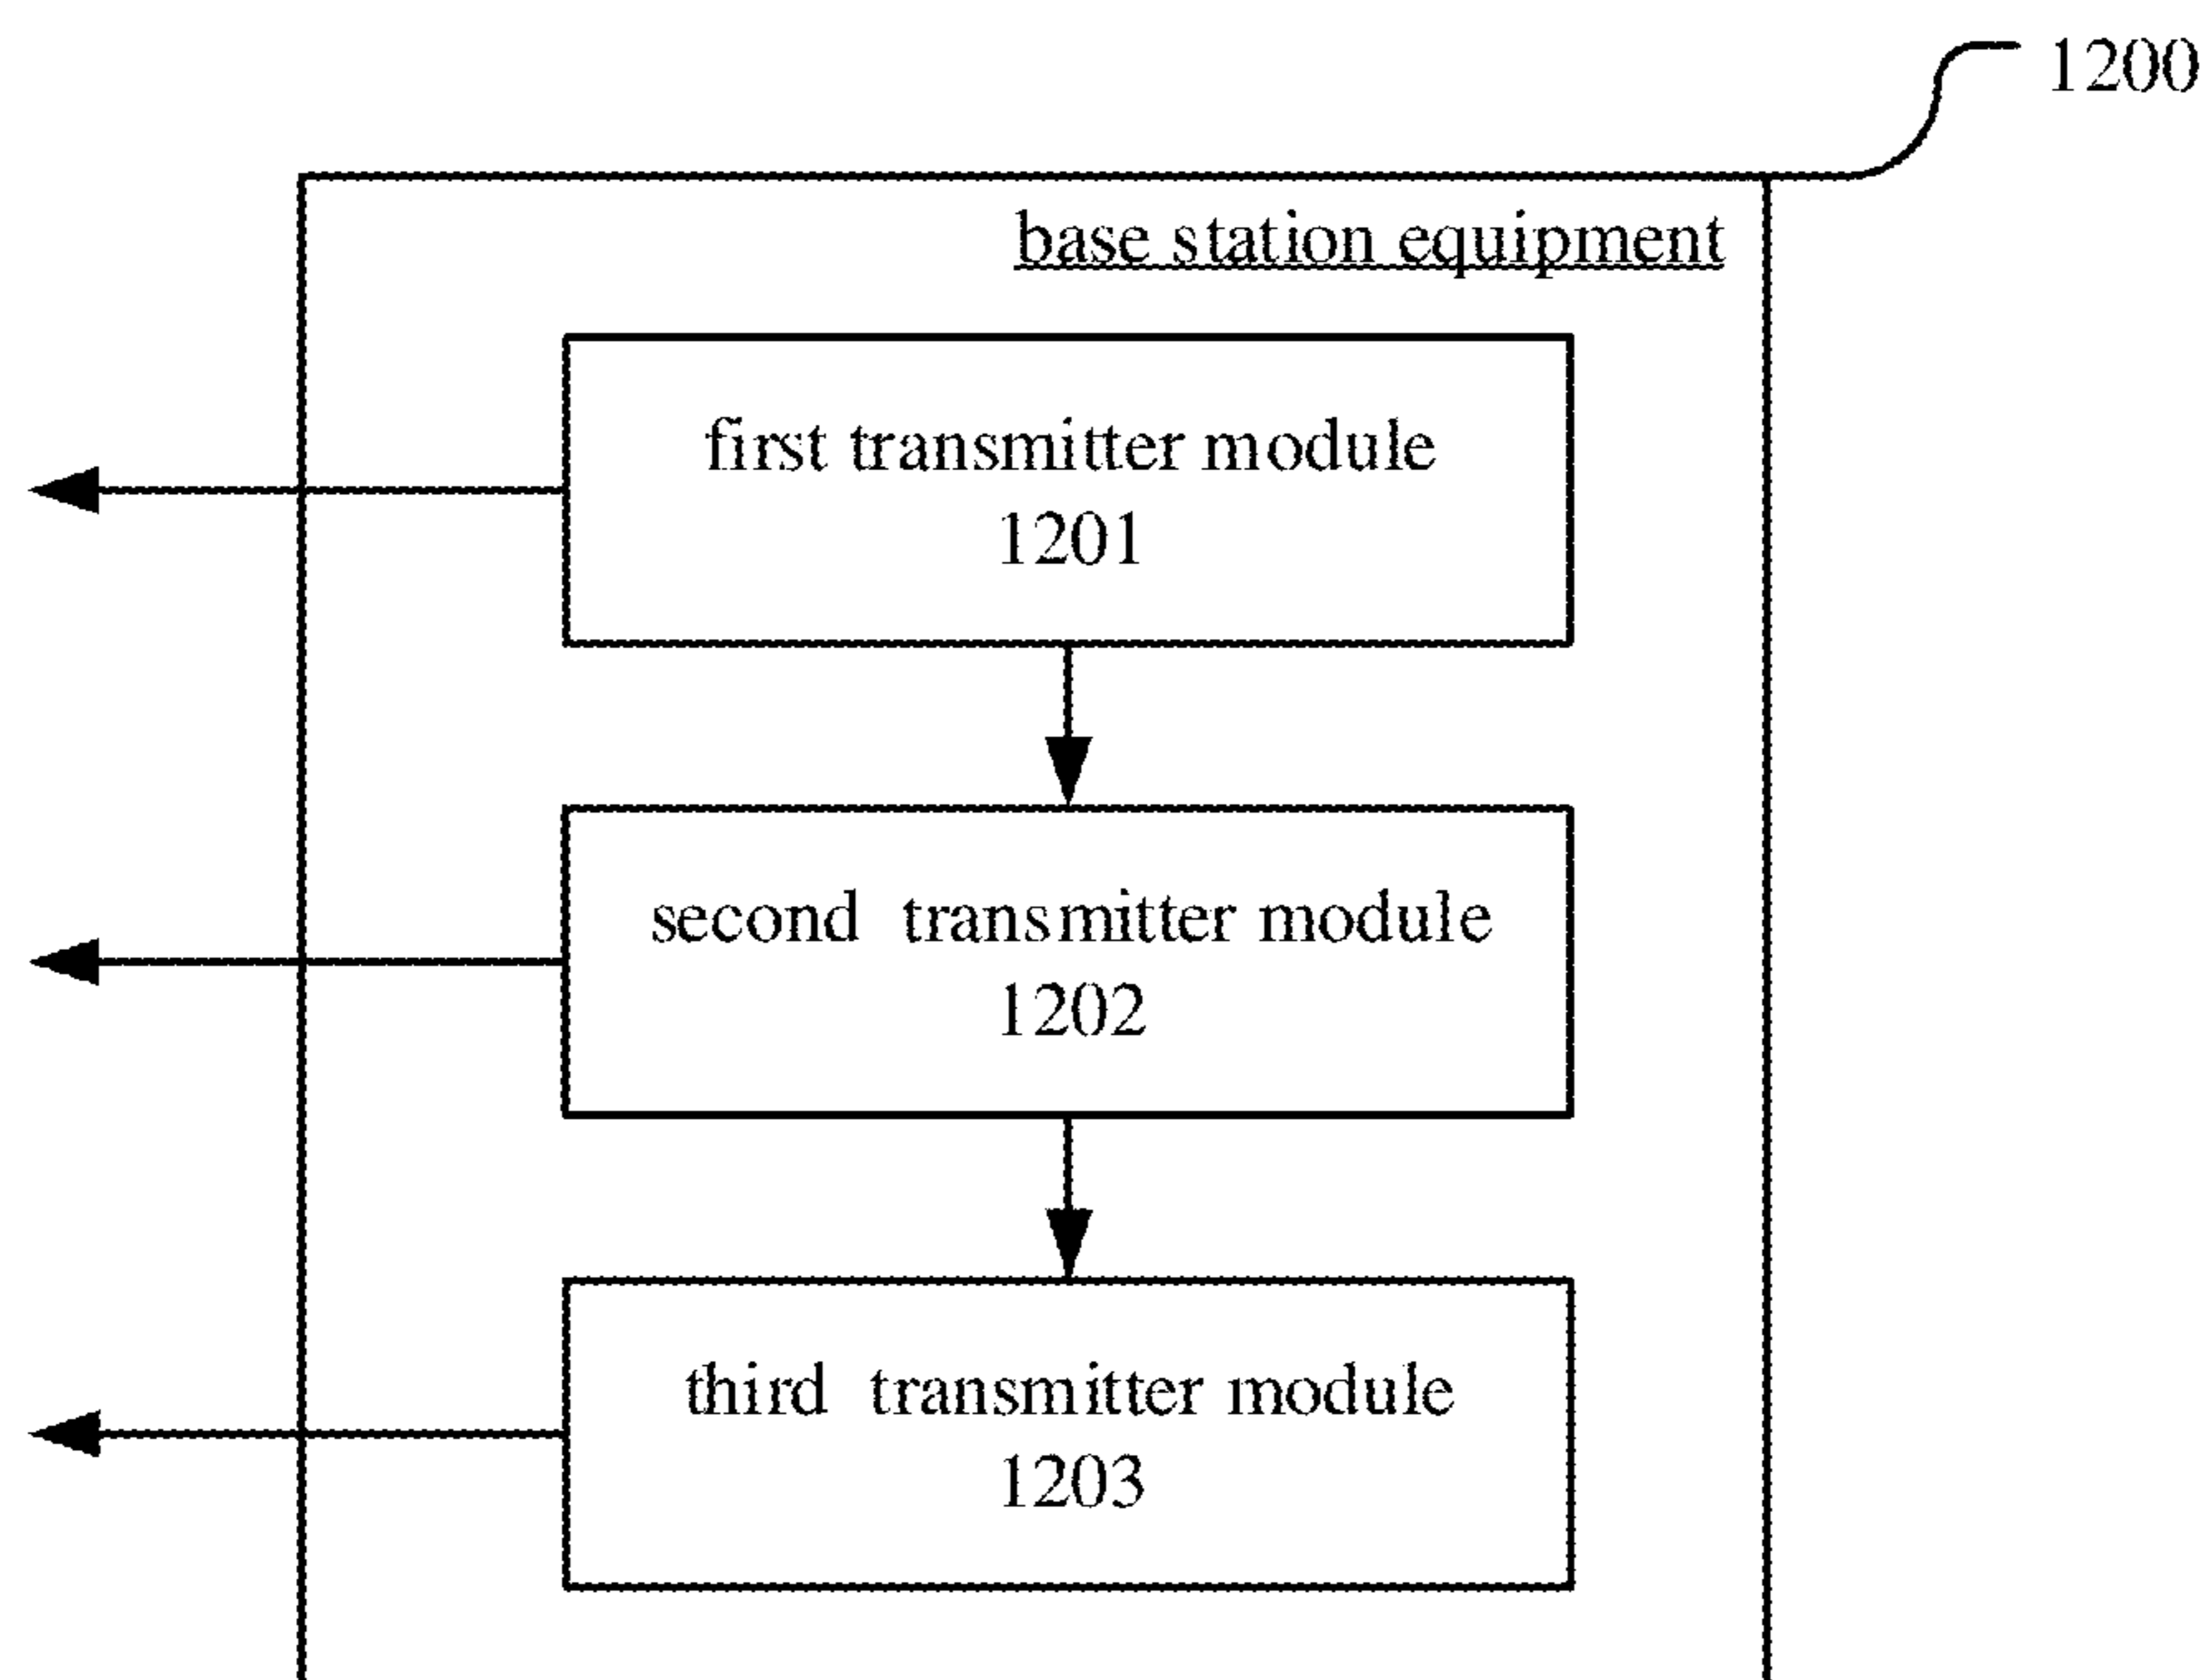 1200
base station equipment
first transmitter module
1201
second transmitter module
1202
third transmitter module
1203